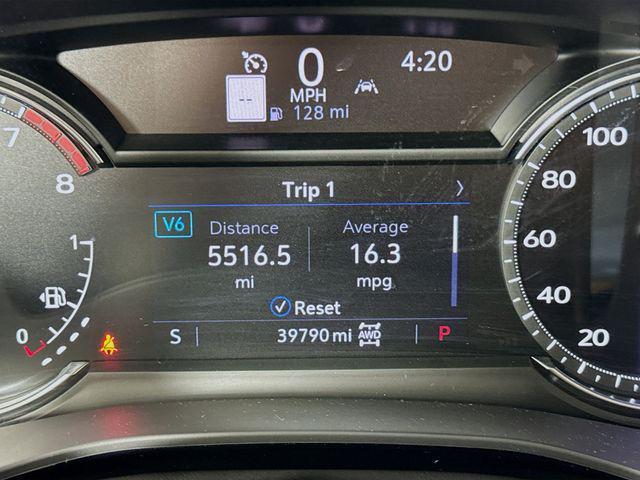 0
4:20
--
MPH
128 mi
7
8
Trip 1
V6
Distance
Average
5516.5
16.3
mi
mpg
Reset
1
0
S
39790 mi
AWD
P
100
80
60
40
20